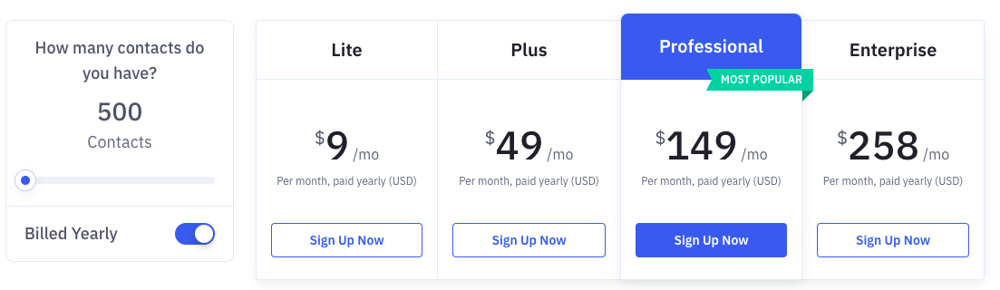 How many contacts do
you have?
500
Contacts
Billed Yearly
Lite
$9 /mo
Per month, paid yearly (USD)
Sign Up Now
Plus
$49 /mo
Per month, paid yearly (USD)
Sign Up Now
Professional
MOST POPULAR
$149 /mo
Per month, paid yearly (USD)
Sign Up Now
Enterprise
$258 /mo
Per month, paid yearly (USD)
Sign Up Now